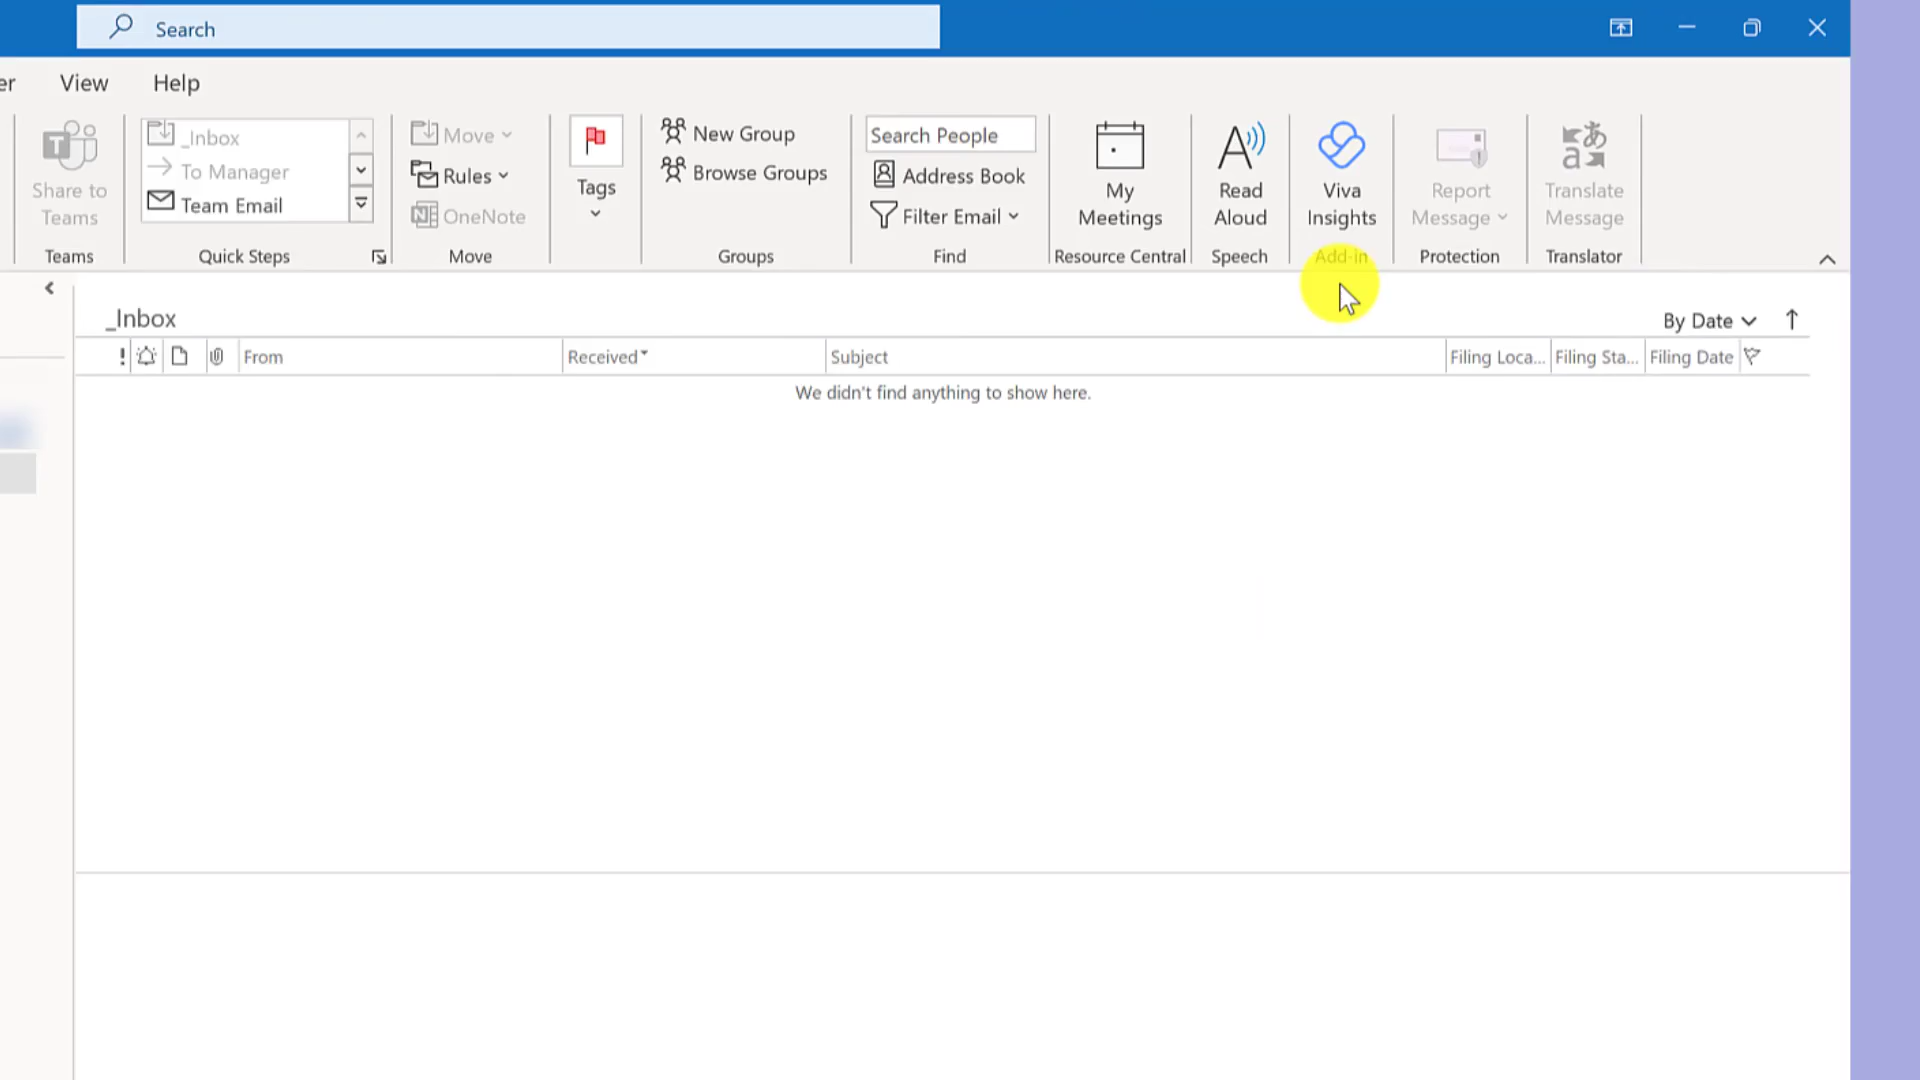 Search
er
View
Help
Share to
Teams
Teams
_Inbox
To Manager
Team Email
Quick Steps
Move
Rules
OneNote
Move
Tags
New Group
Browse Groups
Groups
Search People
Address Book
Filter Email
Find
My
Meetings
Resource Central
Read
Aloud
Speech
Viva
Insights
Add-in
Report
Message
Protection
Translate
Message
Translator
_Inbox
By Date
! From Received Subject Filing Loca... Filing Sta... Filing Date
We didn't find anything to show here.